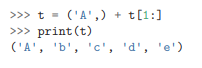 >>> t = ('A',) + t[1:]
>>> print(t)
('A', 'b', 'c', 'd', 'e')